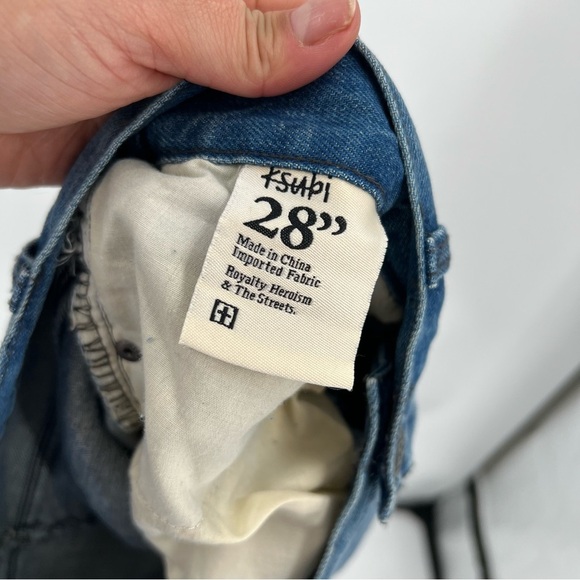 Ksubi
28”
Made in China
Imported Fabric
Royalty Heroism
& The Streets.